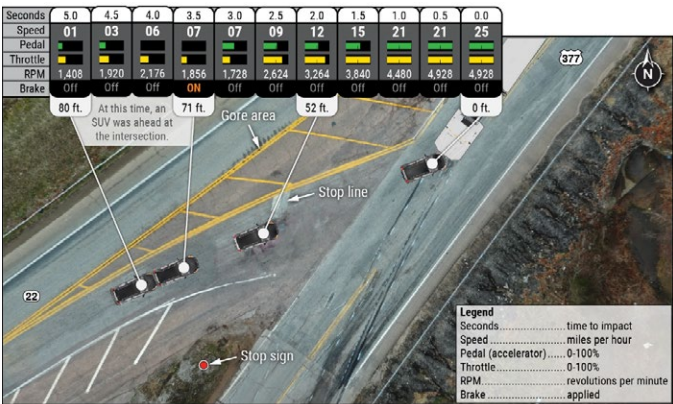 Seconds 5.0 4.5 4.0 3.5 3.0 2.5 2.0 1.5 1.0 0.5 0.0
Speed 01 03 06 07 07 09 12 15 21 21 25
Pedal
Throttle
RPM 1,408 1,920 2,176 1,856 1,728 2,624 3,264 3,840 4,480 4,928 4,928
Brake Off Off Off ON Off Off Off Off Off Off Off
80 ft. 71 ft. 52 ft. 0 ft.
At this time, an
SUV was ahead at
the intersection.
377
N
Gore area
Stop line
22
Stop sign
Legend
Seconds..............................time to impact
Speed.................................miles per hour
Pedal (accelerator)......0-100%
Throttle.............................0-100%
RPM....................................revolutions per minute
Brake.................................applied